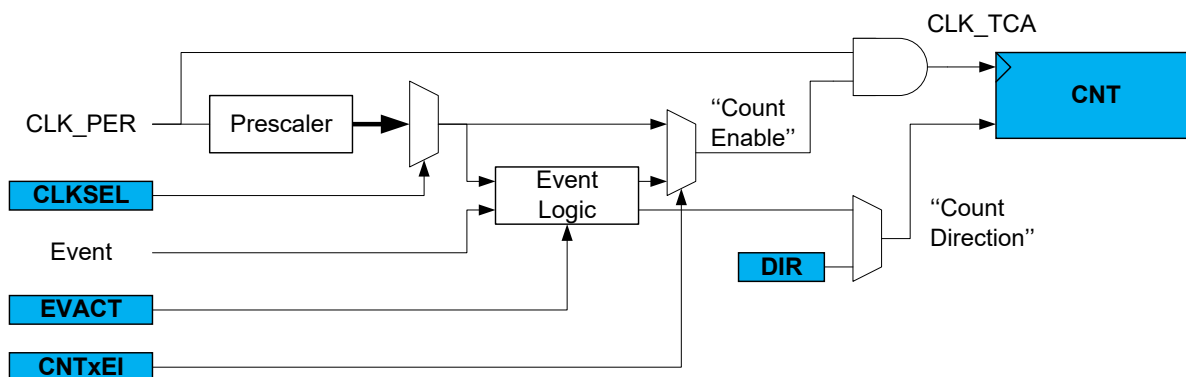 CLK_TCA
CNT
CLK_PER
Prescaler
“Count
Enable”
CLKSEL
Event
Logic
Event
“Count
Direction”
DIR
EVACT
CNTxEI